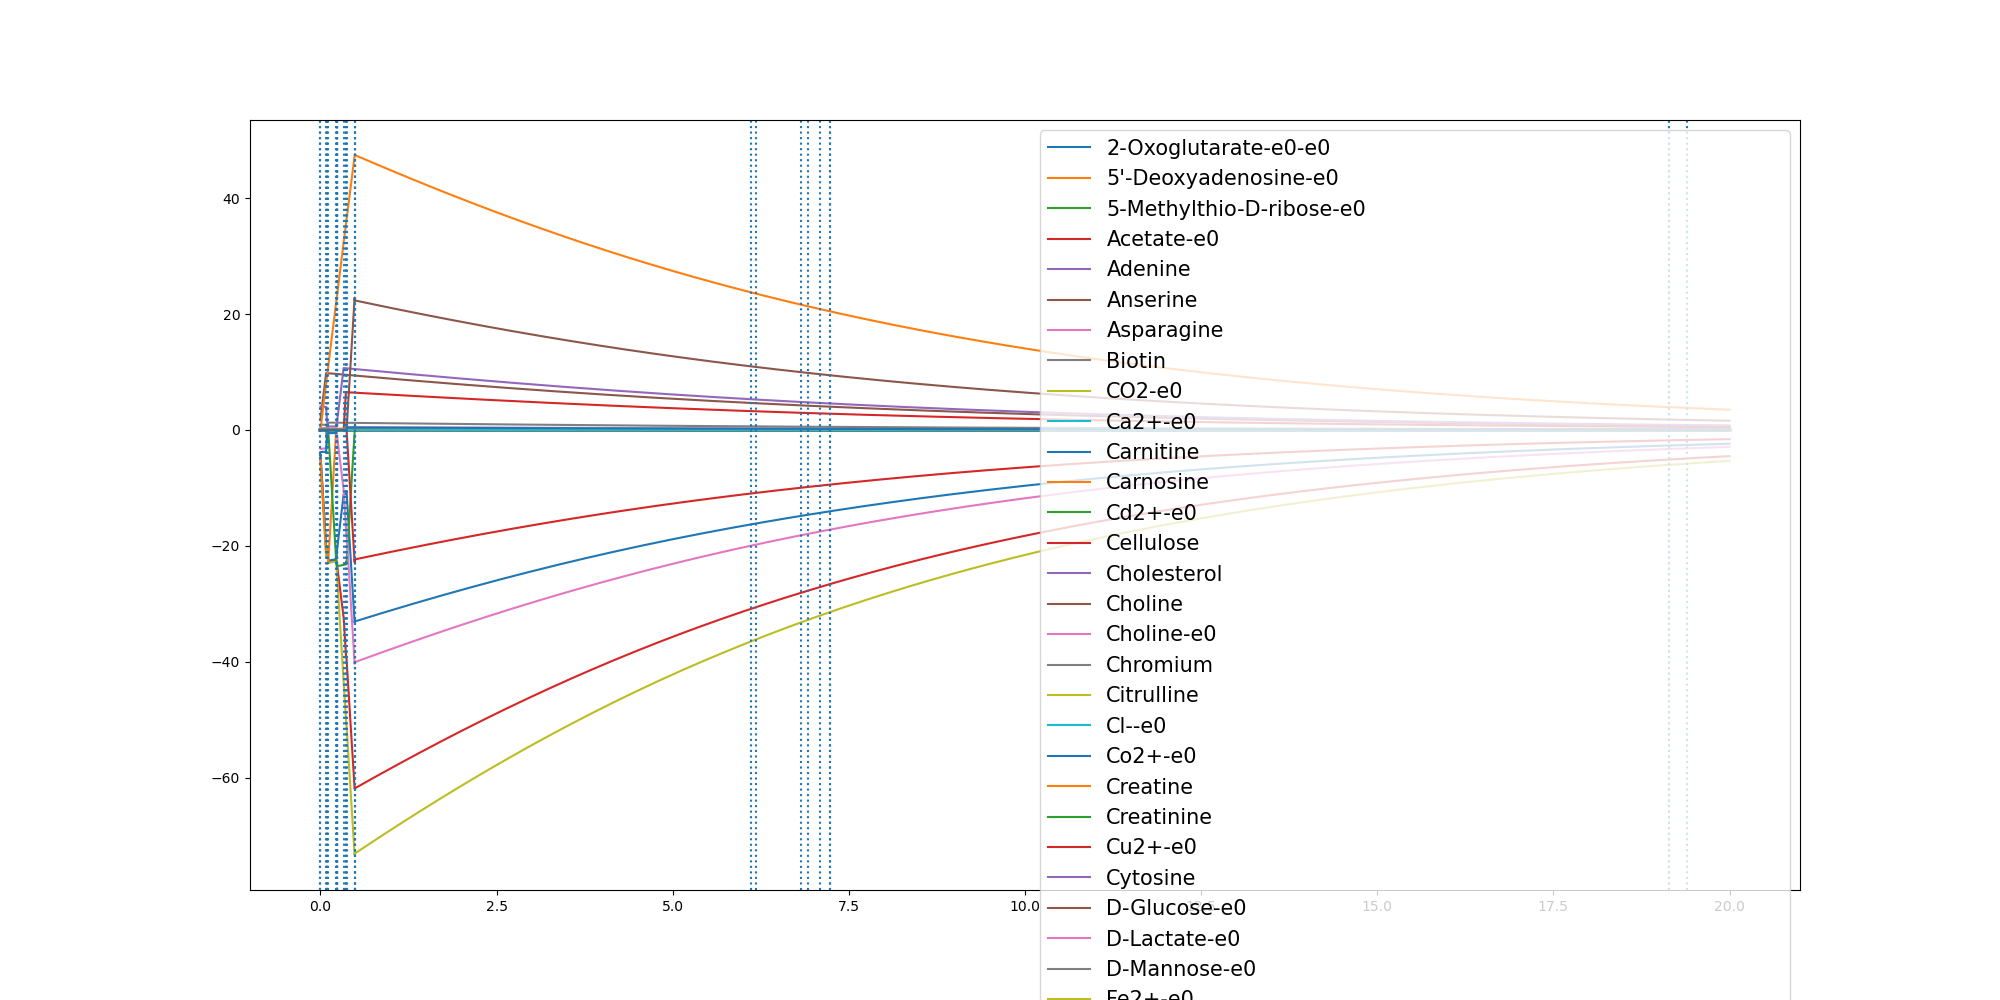 40
20
0
−20
−40
−60
0.0 2.5 5.0 7.5 10.0 15.0 17.5 20.0
2-Oxoglutarate-e0-e0
5'-Deoxyadenosine-e0
5-Methylthio-D-ribose-e0
Acetate-e0
Adenine
Anserine
Asparagine
Biotin
CO2-e0
Ca2+-e0
Carnitine
Carnosine
Cd2+-e0
Cellulose
Cholesterol
Choline
Choline-e0
Chromium
Citrulline
Cl--e0
Co2+-e0
Creatine
Creatinine
Cu2+-e0
Cytosine
D-Glucose-e0
D-Lactate-e0
D-Mannose-e0
Fe2+-e0